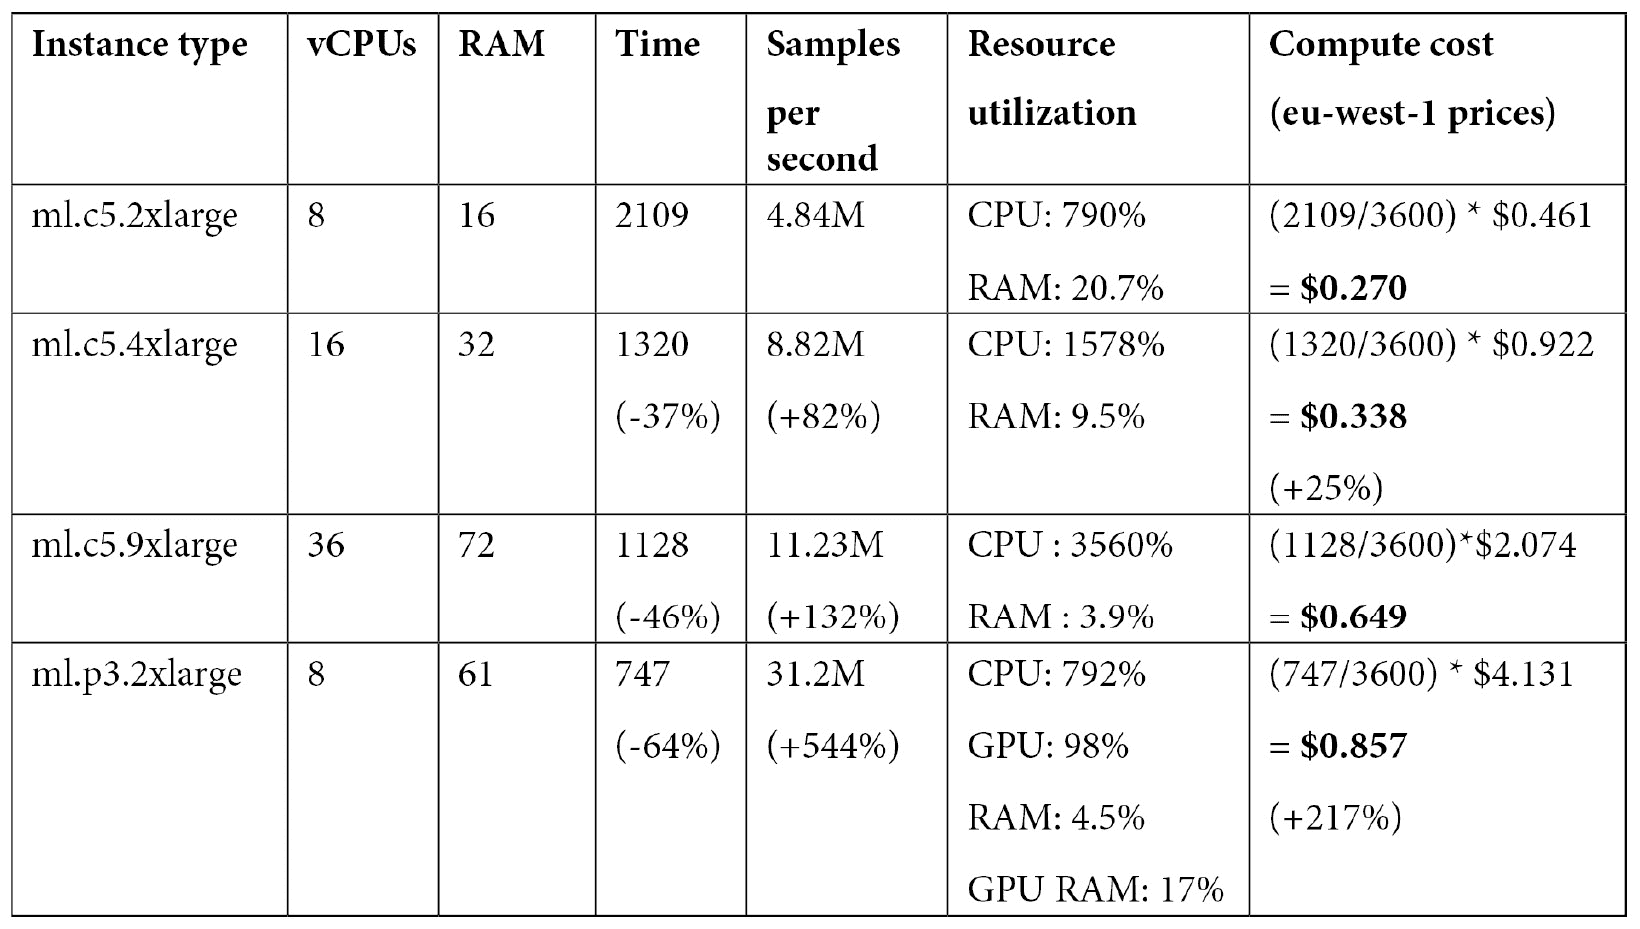 Instance type
vCPUs
RAM
Time
Samples
per
second
Resource
utilization
Compute cost
(eu-west-1 prices)
ml.c5.2xlarge
8
16
2109
4.84M
CPU: 790%
RAM: 20.7%
(2109/3600) * $0.461
= $0.270
ml.c5.4xlarge
16
32
1320
(-37%)
8.82M
(+82%)
CPU: 1578%
RAM: 9.5%
(1320/3600) * $0.922
= $0.338
(+25%)
ml.c5.9xlarge
36
72
1128
(-46%)
11.23M
(+132%)
CPU : 3560%
RAM : 3.9%
(1128/3600)*$2.074
= $0.649
ml.p3.2xlarge
8
61
747
(-64%)
31.2M
(+544%)
CPU: 792%
GPU: 98%
RAM: 4.5%
GPU RAM: 17%
(747/3600) * $4.131
= $0.857
(+217%)